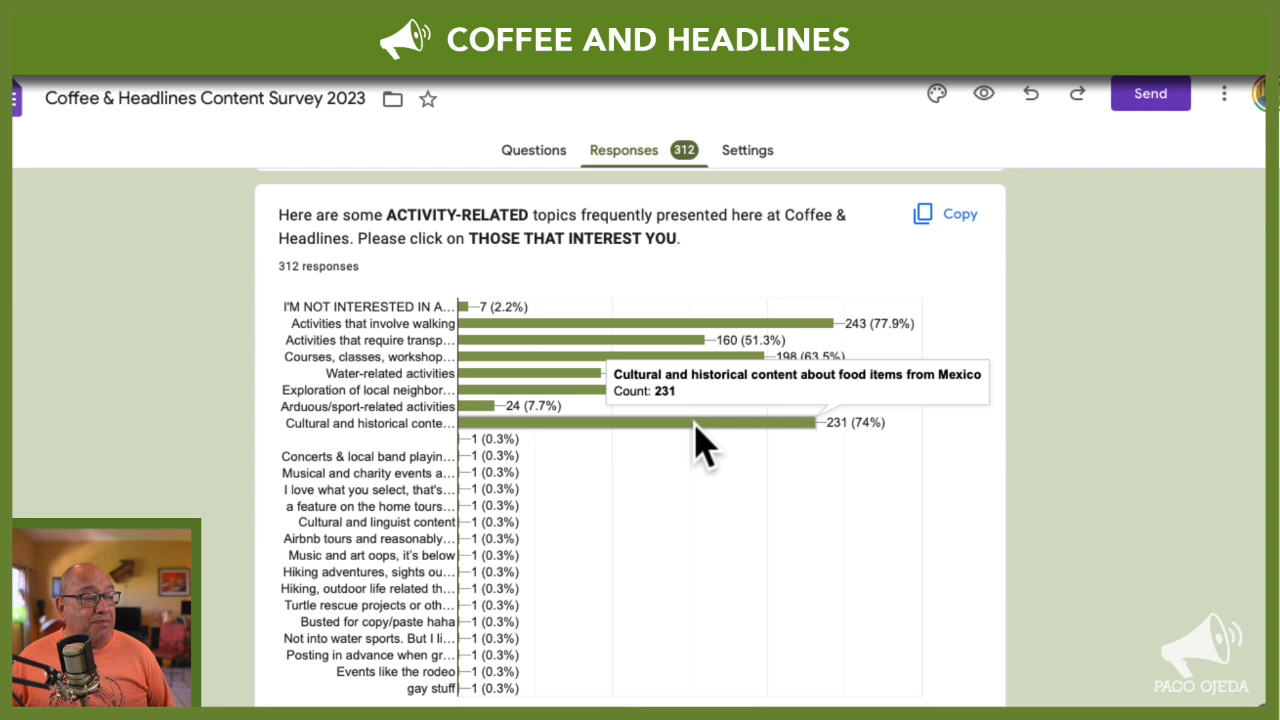 COFFEE AND HEADLINES
Coffee & Headlines Content Survey 2023
Send
Questions
Responses 312
Settings
Here are some ACTIVITY-RELATED topics frequently presented here at Coffee &
Headlines. Please click on THOSE THAT INTEREST YOU.
Copy
312 responses
I'M NOT INTERESTED IN A… 7 (2.2%)
Activities that involve walking 243 (77.9%)
Activities that require transp… 160 (51.3%)
Courses, classes, workshop… 198 (63.5%)
Water-related activities
Cultural and historical content about food items from Mexico
Count: 231
Exploration of local neighbor…
Arduous/sport-related activities 24 (7.7%)
Cultural and historical conte… 231 (74%)
1 (0.3%)
Concerts & local band playin… 1 (0.3%)
Musical and charity events a… 1 (0.3%)
I love what you select, that's… 1 (0.3%)
a feature on the home tours… 1 (0.3%)
Cultural and linguist content 1 (0.3%)
Airbnb tours and reasonably… 1 (0.3%)
Music and art oops, it's below 1 (0.3%)
Hiking adventures, sights ou… 1 (0.3%)
Hiking, outdoor life related th… 1 (0.3%)
Turtle rescue projects or oth… 1 (0.3%)
Busted for copy/paste haha 1 (0.3%)
Not into water sports. But I li… 1 (0.3%)
Posting in advance when gr… 1 (0.3%)
Events like the rodeo 1 (0.3%)
gay stuff 1 (0.3%)
PACO OJEDA